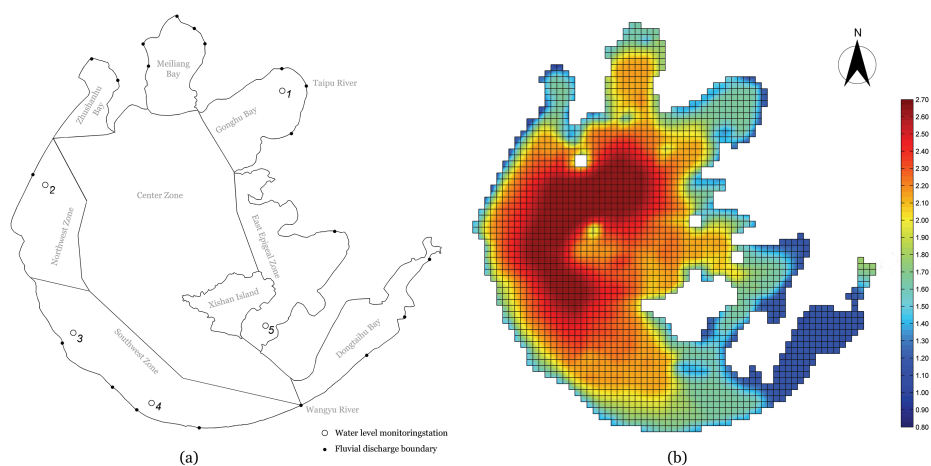 Meiliang
Bay
Zhushanhu
Bay
1
Taipu River
Gonghu Bay
2
Center Zone
Northwest Zone
East Epigeal Zone
Xishan Island
5
3
Southwest Zone
Dongtaihu Bay
4
Wangyu River
Water level monitoringstation
Fluvial discharge boundary
(a)
N
2.70
2.60
2.50
2.40
2.30
2.20
2.10
2.00
1.90
1.80
1.70
1.60
1.50
1.40
1.30
1.20
1.10
1.00
0.90
0.80
(b)